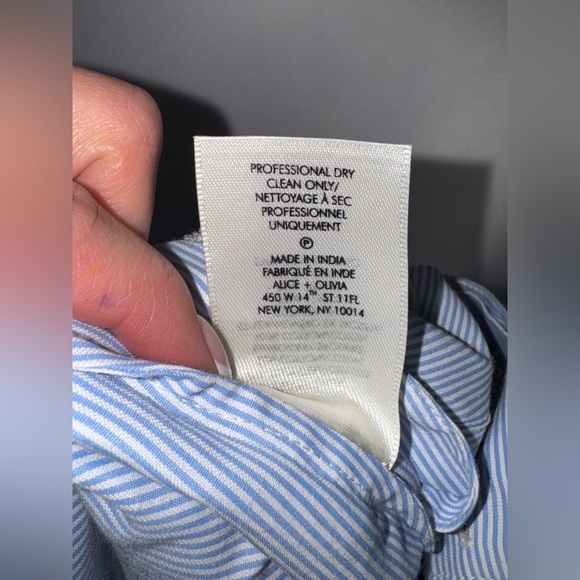 PROFESSIONAL DRY
CLEAN ONLY/
NETTOYAGE À SEC
PROFESSIONNEL
UNIQUEMENT
P
MADE IN INDIA
FABRIQUÉ EN INDE
ALICE + OLIVIA
450 W 14TH ST 11FL
NEW YORK, NY 10014